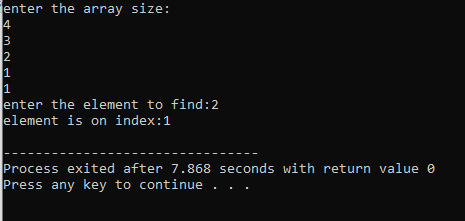 enter the array size:
4
3
2
1
1
enter the element to find:2
element is on index:1
--------------------------------
Process exited after 7.868 seconds with return value 0
Press any key to continue . . .